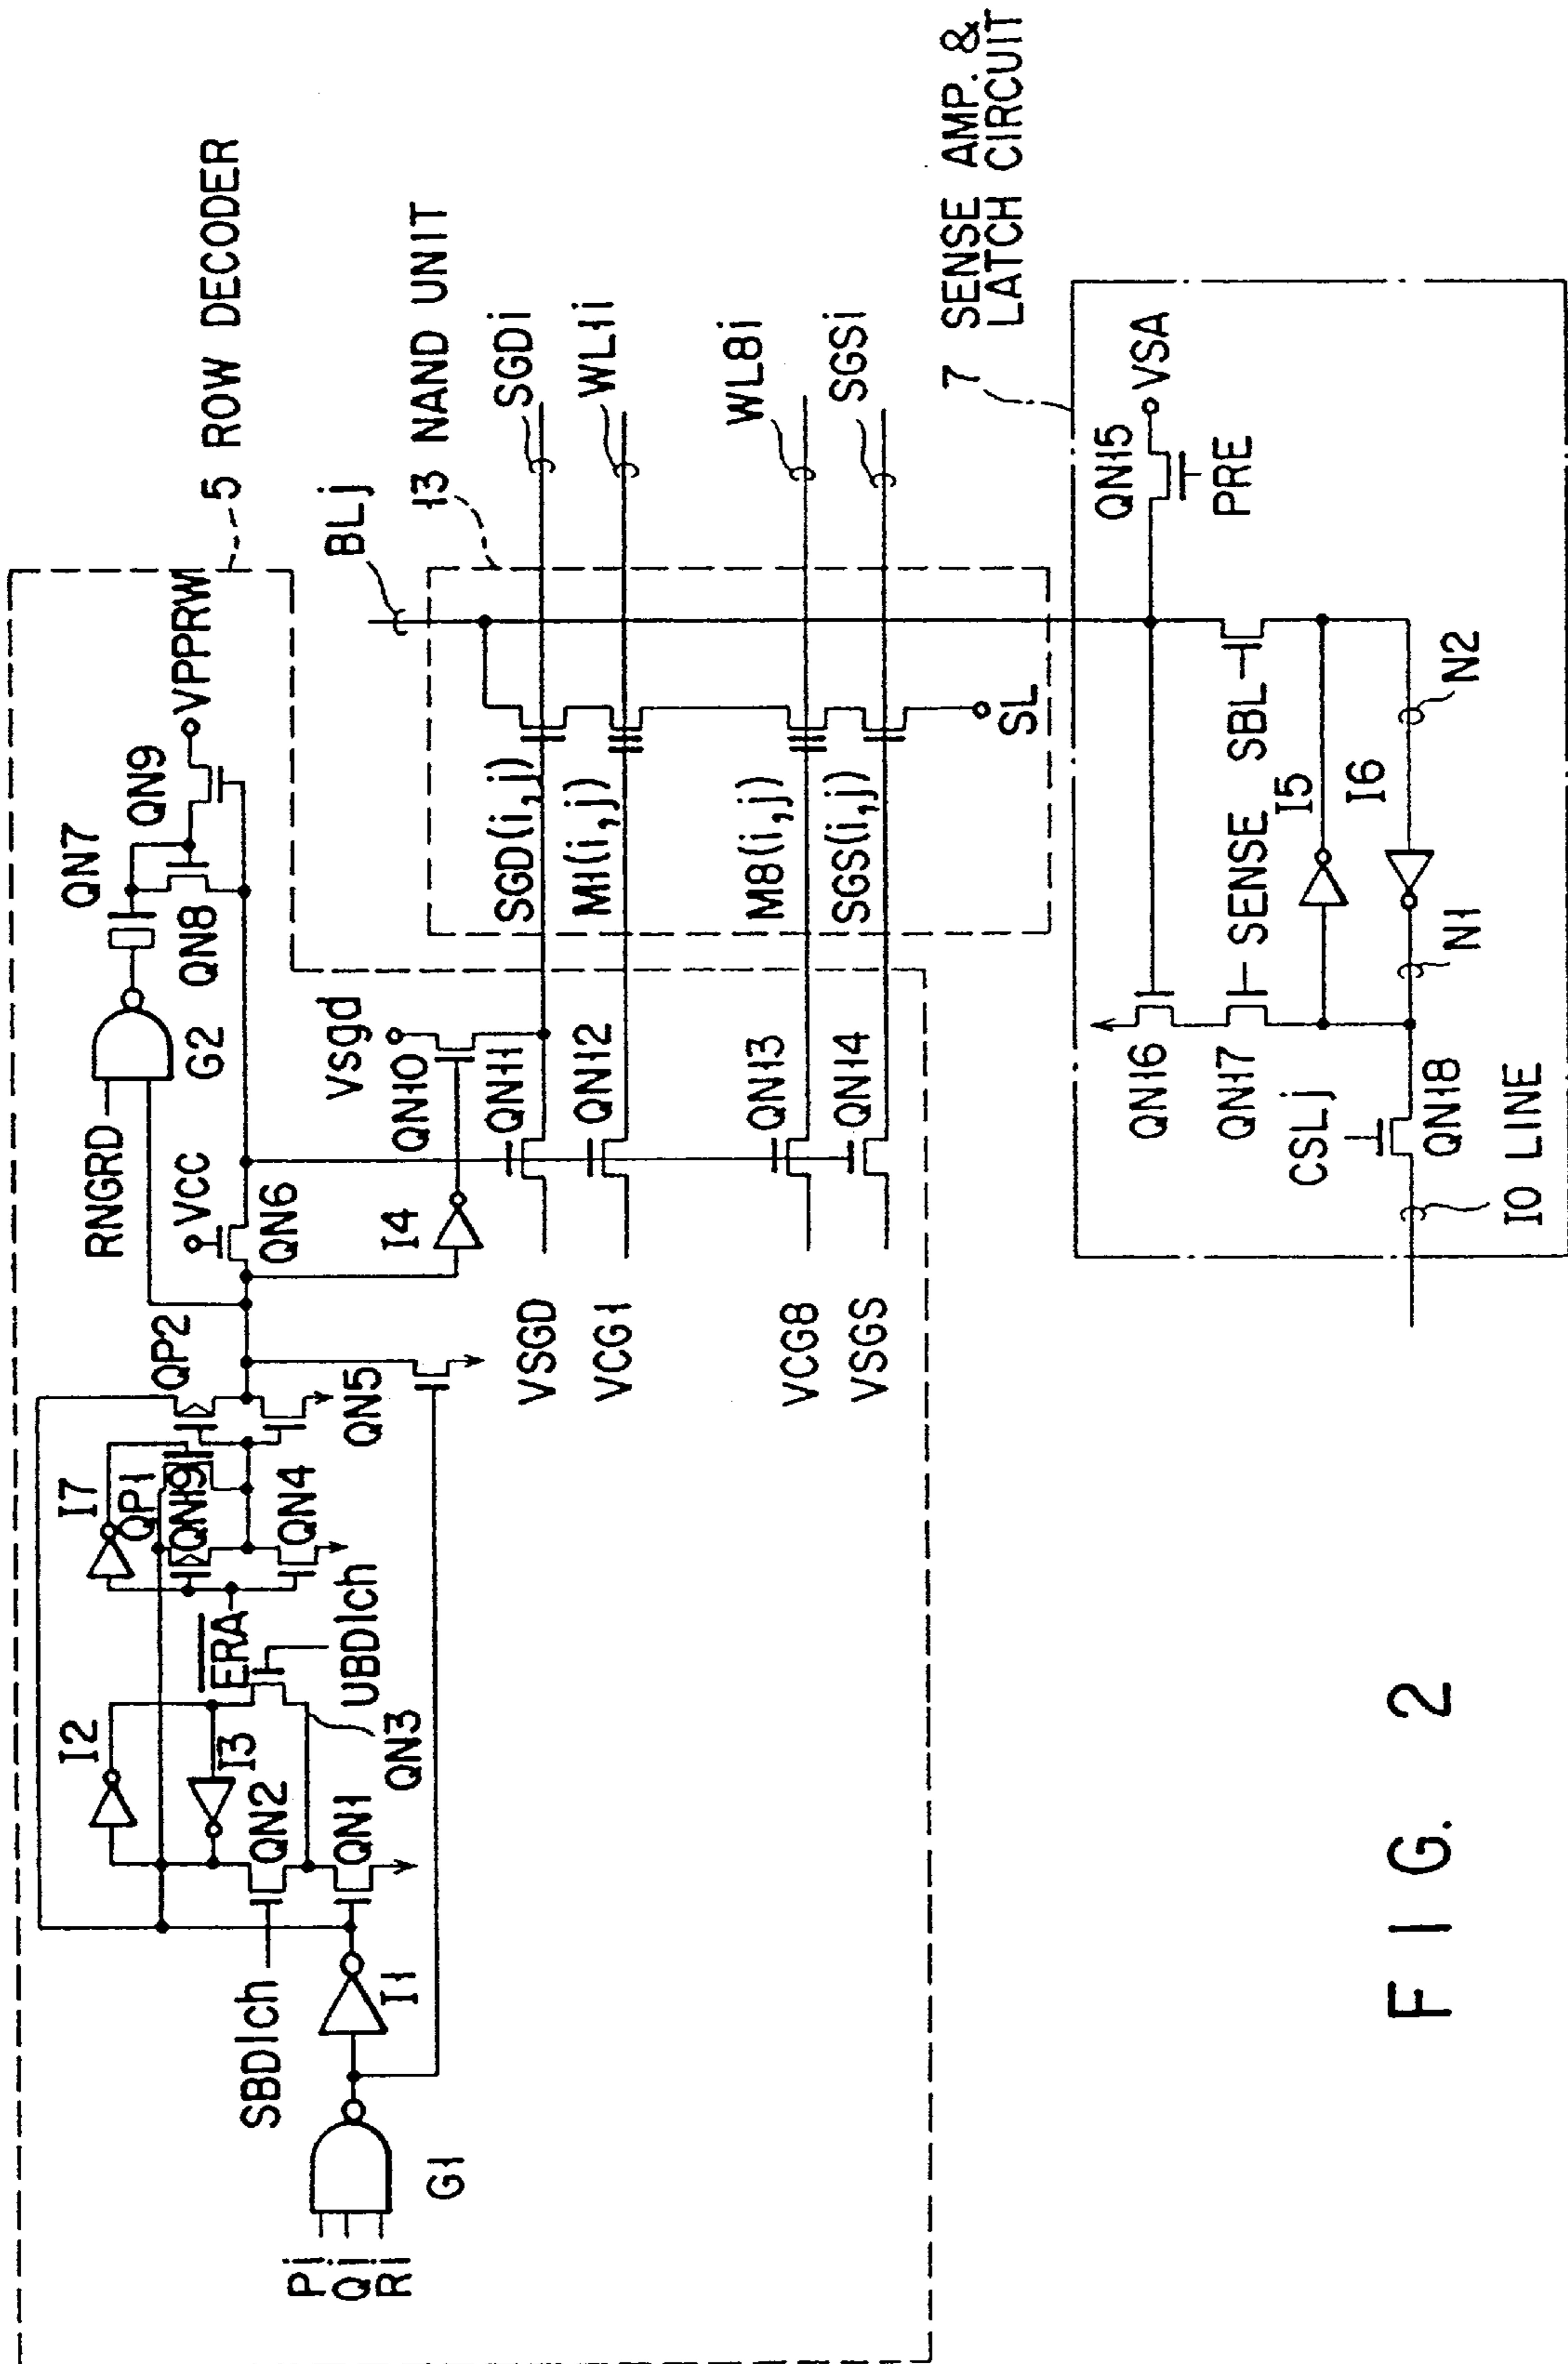 5 ROW DECODER
RNGRD
G2
QN7
QN8
QN9
VPPRW
VCC
QN6
I7
QP1
QN19
QP2
QN4
QN5
ERA
I2
I3
QN2
QN1
QN3
UBDlch
SBDlch
I1
G1
Pi
Qi
Ri
I4
Vsgd
QN10
QN11
QN12
QN13
QN14
VSGD
VCG1
VCG8
VSGS
BLj
13 NAND UNIT
SGDi
WL1i
WL8i
SGSi
SGD(i,j)
M1(i,j)
M8(i,j)
SGS(i,j)
SL
7 SENSE AMP. &
LATCH CIRCUIT
QN15
VSA
PRE
QN16
QN17
SENSE
SBL
I5
I6
N2
N1
CSLj
QN18
IO LINE
FIG. 2